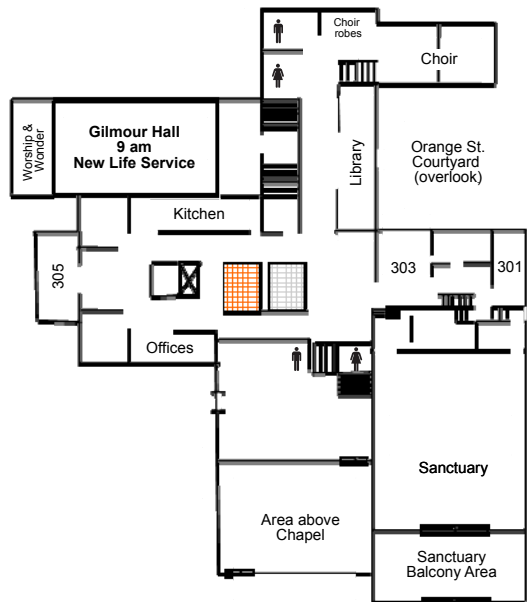 Choir
robes
Choir
Worship &
Wonder
Gilmour Hall
9 am
New Life Service
Library
Orange St.
Courtyard
(overlook)
Kitchen
305
303
301
Offices
Sanctuary
Area above
Chapel
Sanctuary
Balcony Area